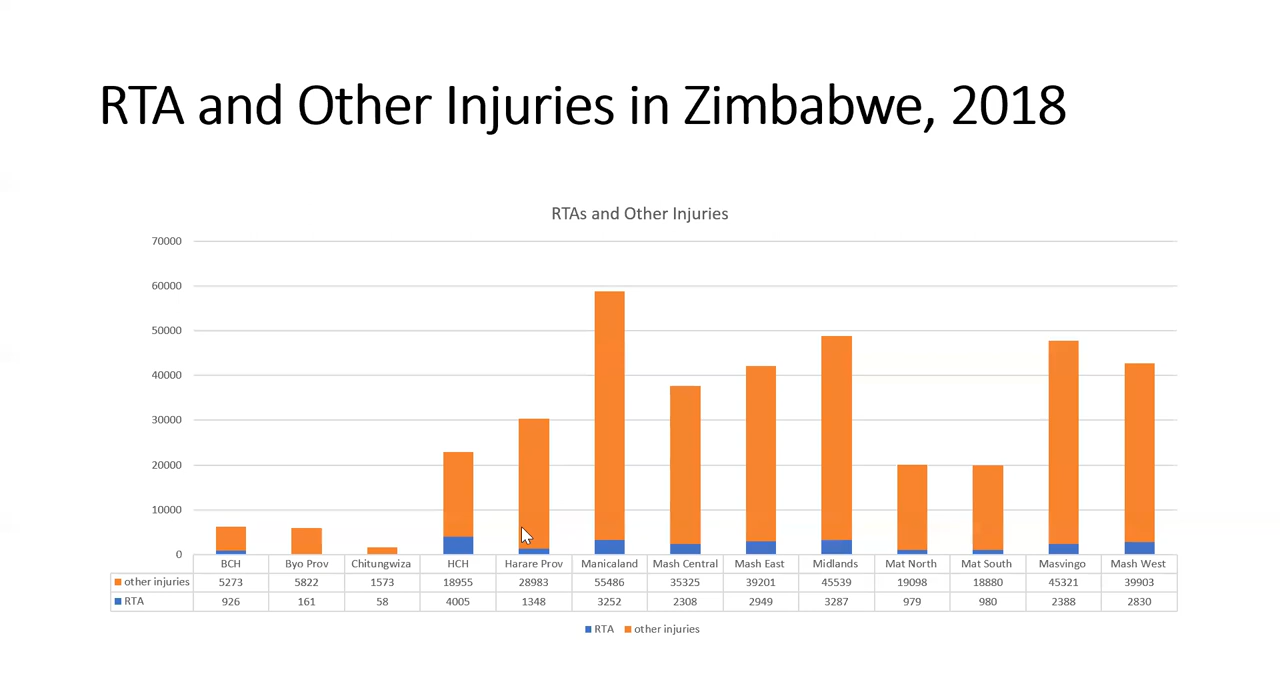 RTA and Other Injuries in Zimbabwe, 2018
RTAs and Other Injuries
70000
60000
50000
40000
30000
20000
10000
0
BCH Byo Prov Chitungwiza HCH Harare Prov Manicaland Mash Central Mash East Midlands Mat North Mat South Masvingo Mash West
other injuries 5273 5822 1573 18955 28983 55486 35325 39201 45539 19098 18880 45321 39903
RTA 926 161 58 4005 1348 3252 2308 2949 3287 979 980 2388 2830
RTA other injuries